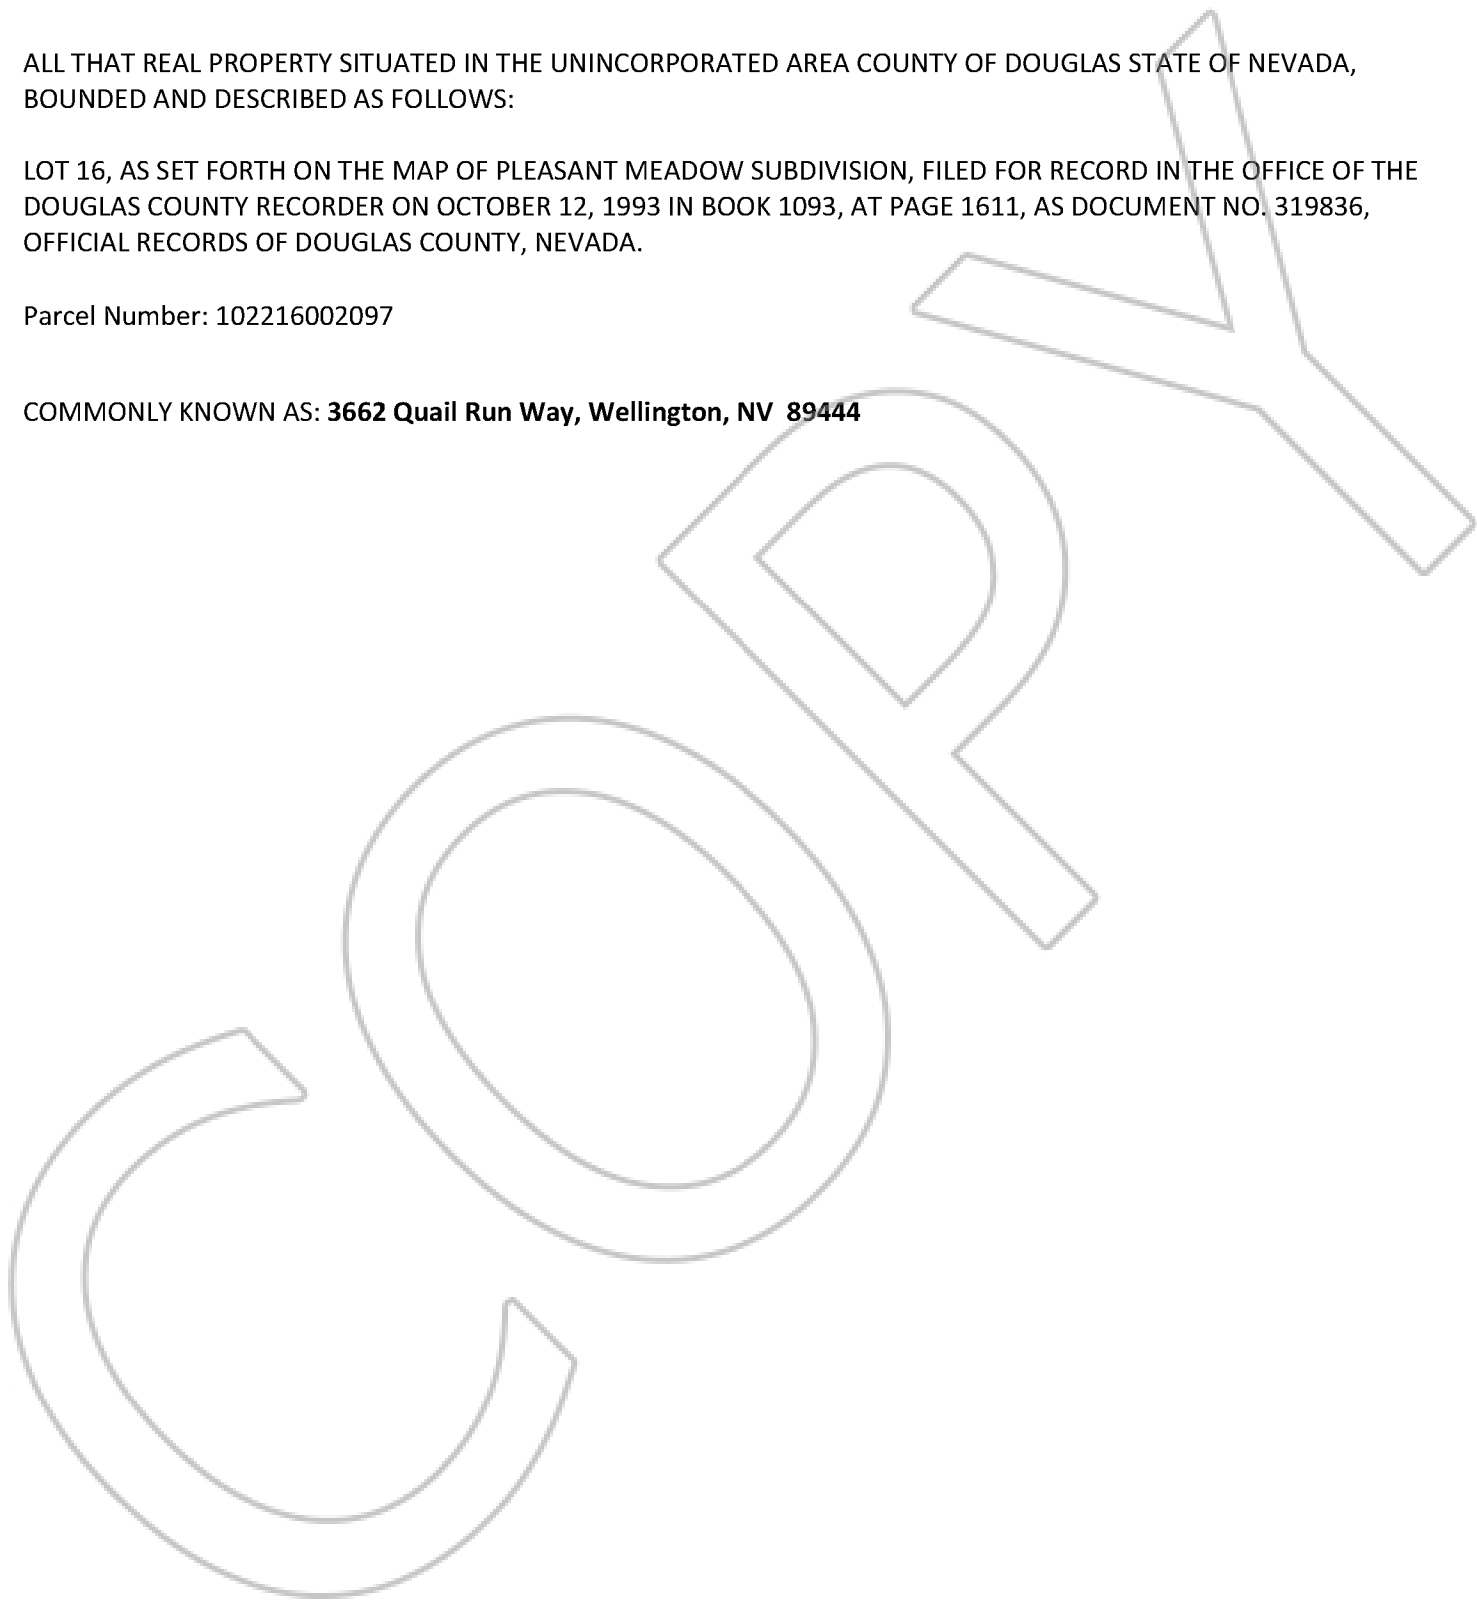 ALL THAT REAL PROPERTY SITUATED IN THE UNINCORPORATED AREA COUNTY OF DOUGLAS STATE OF NEVADA,
BOUNDED AND DESCRIBED AS FOLLOWS:
LOT 16, AS SET FORTH ON THE MAP OF PLEASANT MEADOW SUBDIVISION, FILED FOR RECORD IN THE OFFICE OF THE
DOUGLAS COUNTY RECORDER ON OCTOBER 12, 1993 IN BOOK 1093, AT PAGE 1611, AS DOCUMENT NO. 319836,
OFFICIAL RECORDS OF DOUGLAS COUNTY, NEVADA.
Parcel Number: 102216002097
COMMONLY KNOWN AS: 3662 Quail Run Way, Wellington, NV  89444
COPY